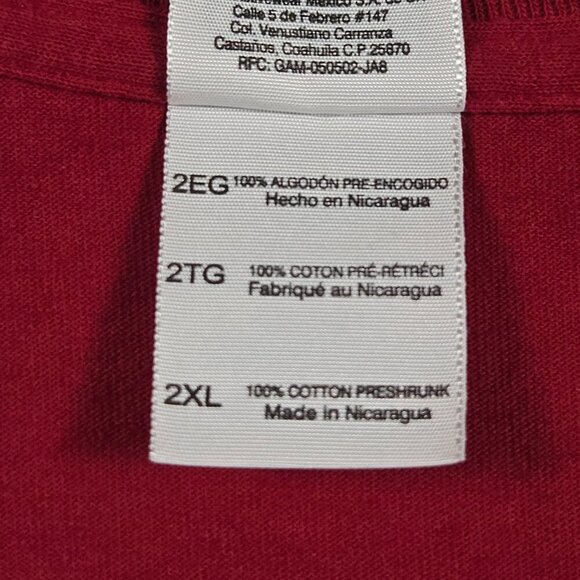 Mexico S.A. de
Calle 5 de Febrero #147
Col. Venustiano Carranza
Castaños, Coahuila C.P.25870
RFC: GAM-050502-JA8
2EG 100% ALGODÓN PRE-ENCOGIDO
Hecho en Nicaragua
2TG 100% COTON PRÉ-RÉTRÉCI
Fabriqué au Nicaragua
2XL 100% COTTON PRESHRUNK
Made in Nicaragua